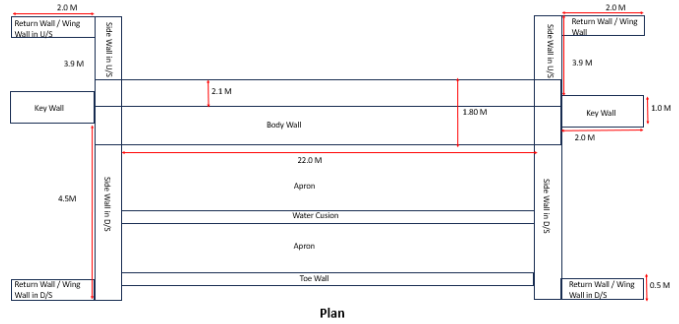 2.0 M
2.0 M
Return Wall / Wing
Wall in U/S
Side Wall in U/S
Side Wall in U/S
Return Wall / Wing
Wall
3.9 M
3.9 M
2.1 M
Key Wall
1.80 M
Key Wall
1.0 M
Body Wall
2.0 M
22.0 M
Apron
4.5M
Side Wall in D/S
Side Wall in D/S
Water Cusion
Apron
Toe Wall
Return Wall / Wing
Wall in D/S
Return Wall / Wing
Wall in D/S
0.5 M
Plan